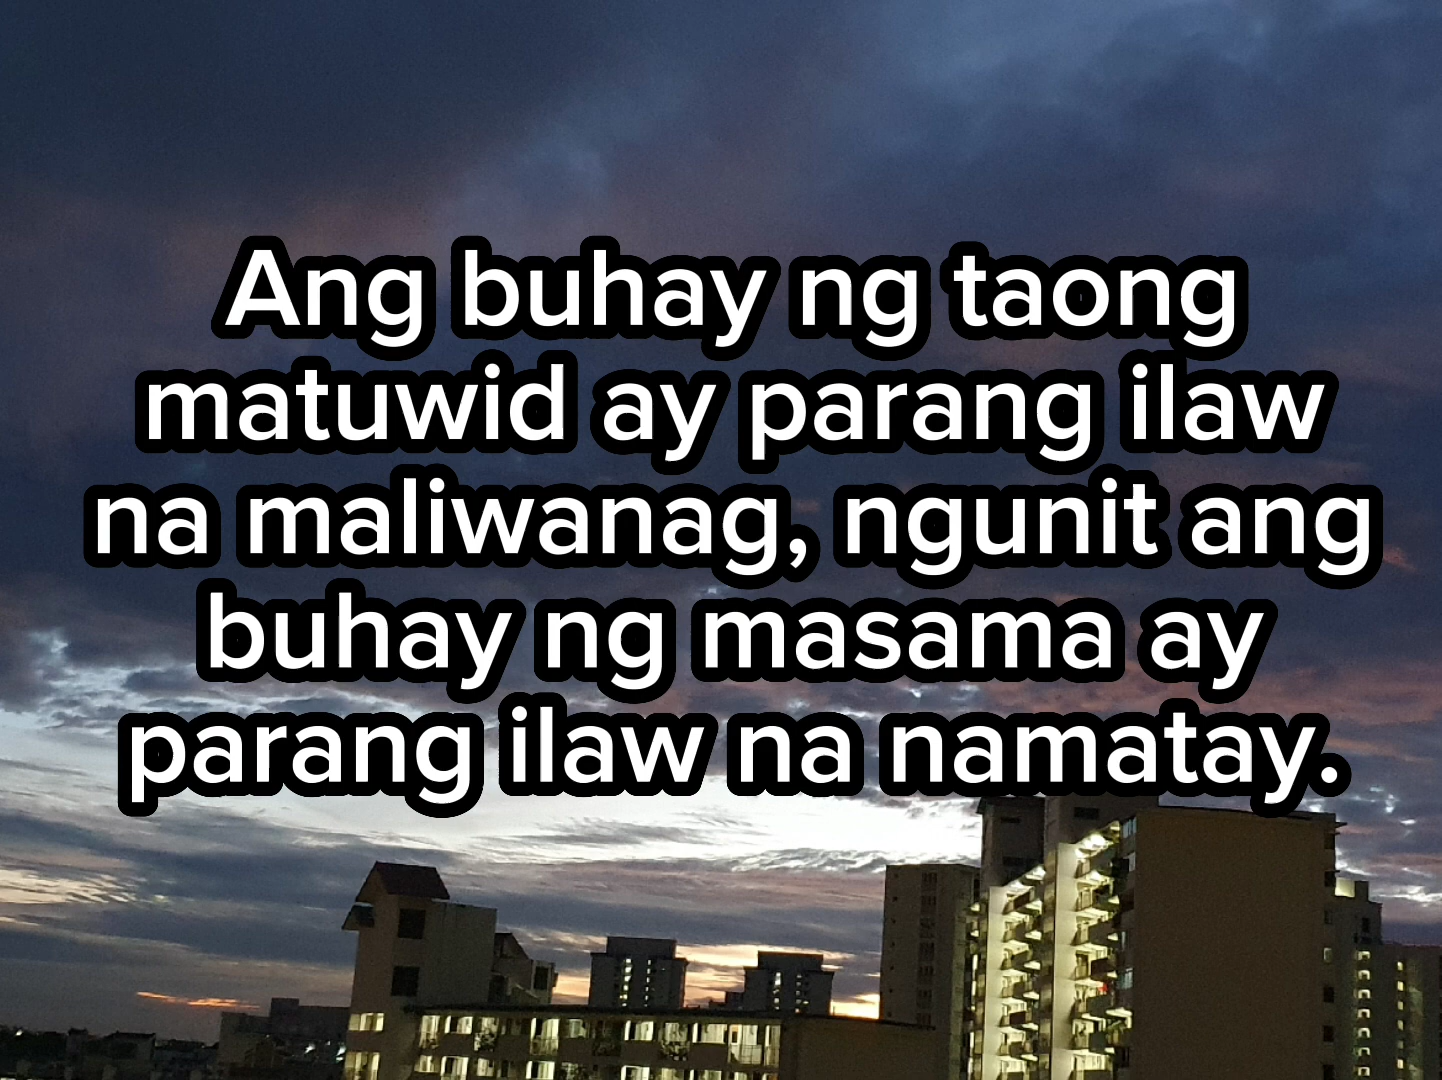 Ang buhay ng taong
matuwid ay parang ilaw
na maliwanag, ngunit ang
buhay ng masama ay
parang ilaw na namatay.